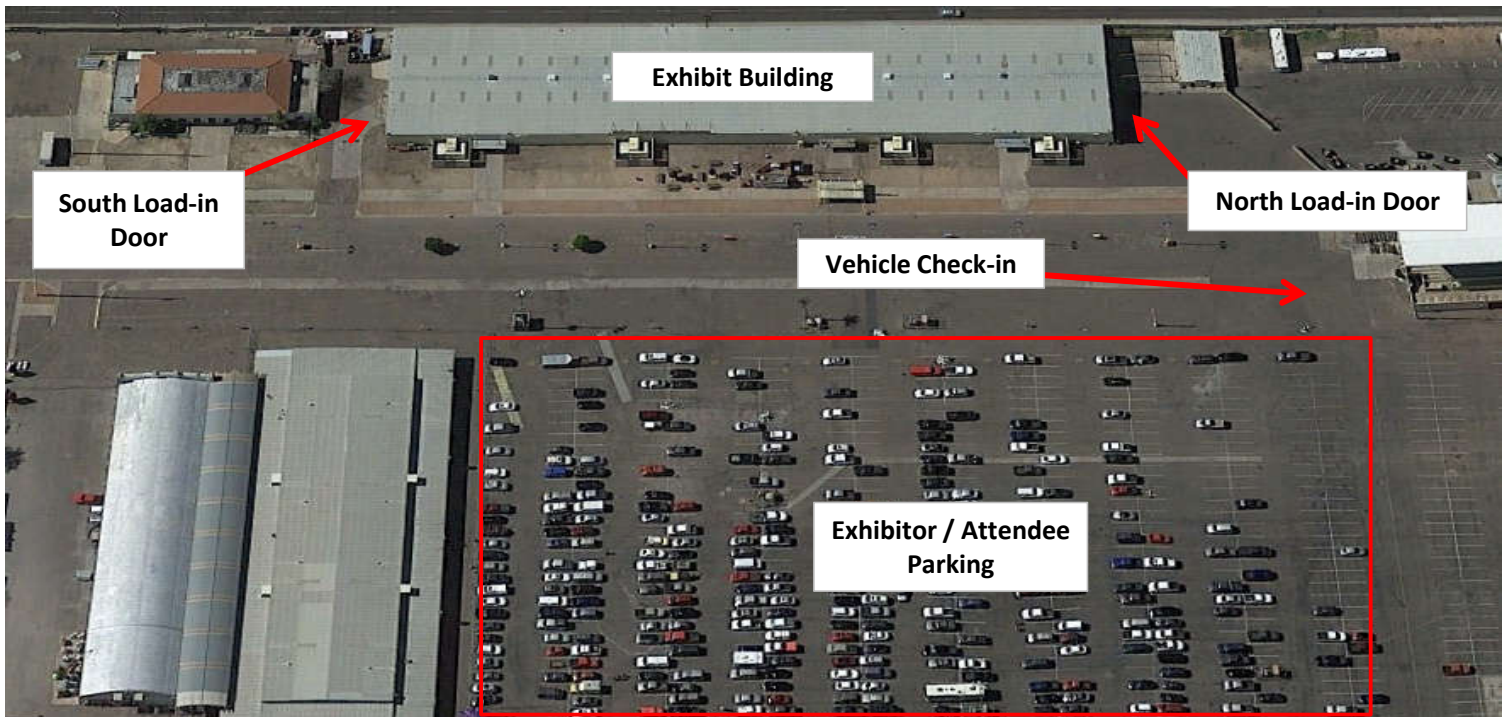 Exhibit Building
South Load-in
Door
North Load-in Door
Vehicle Check-in
Exhibitor / Attendee
Parking